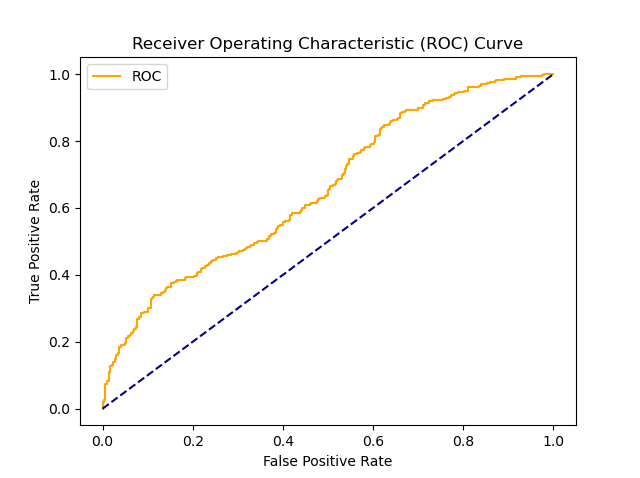 Receiver Operating Characteristic (ROC) Curve
ROC
1.0
0.8
0.6
0.4
0.2
0.0
True Positive Rate
0.0 0.2 0.4 0.6 0.8 1.0
False Positive Rate